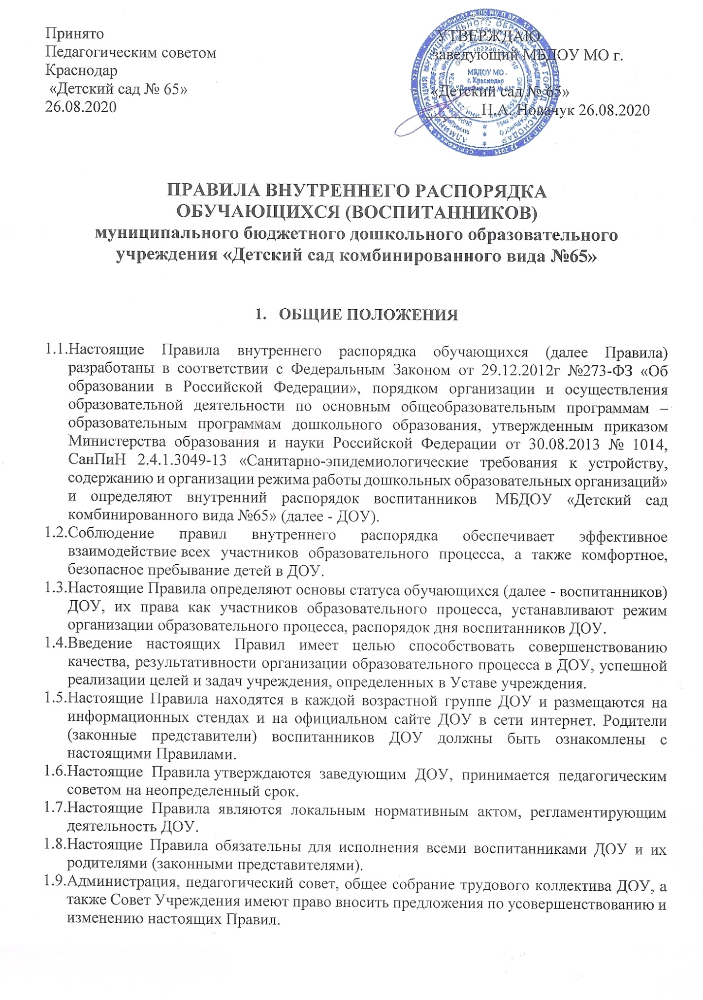 Принято
Педагогическим советом
Краснодар
«Детский сад № 65»
26.08.2020
УТВЕРЖДАЮ
заведующий МБДОУ МО г.
«Детский сад № 65»
Н.А. Новачук 26.08.2020
МБДОУ МО
г. Краснодар
"Детский сад № 65"
ПРАВИЛА ВНУТРЕННЕГО РАСПОРЯДКА
ОБУЧАЮЩИХСЯ (ВОСПИТАННИКОВ)
муниципального бюджетного дошкольного образовательного
учреждения «Детский сад комбинированного вида №65»
1. ОБЩИЕ ПОЛОЖЕНИЯ
1.1.Настоящие Правила внутреннего распорядка обучающихся (далее Правила)
разработаны в соответствии с Федеральным Законом от 29.12.2012г №273-ФЗ «Об
образовании в Российской Федерации», порядком организации и осуществления
образовательной деятельности по основным общеобразовательным программам –
образовательным программам дошкольного образования, утвержденным приказом
Министерства образования и науки Российской Федерации от 30.08.2013 № 1014,
СанПиН 2.4.1.3049-13 «Санитарно-эпидемиологические требования к устройству,
содержанию и организации режима работы дошкольных образовательных организаций»
и определяют внутренний распорядок воспитанников МБДОУ «Детский сад
комбинированного вида №65» (далее - ДОУ).
1.2.Соблюдение правил внутреннего распорядка обеспечивает эффективное
взаимодействие всех участников образовательного процесса, а также комфортное,
безопасное пребывание детей в ДОУ.
1.3.Настоящие Правила определяют основы статуса обучающихся (далее - воспитанников)
ДОУ, их права как участников образовательного процесса, устанавливают режим
организации образовательного процесса, распорядок дня воспитанников ДОУ.
1.4.Введение настоящих Правил имеет целью способствовать совершенствованию
качества, результативности организации образовательного процесса в ДОУ, успешной
реализации целей и задач учреждения, определенных в Уставе учреждения.
1.5.Настоящие Правила находятся в каждой возрастной группе ДОУ и размещаются на
информационных стендах и на официальном сайте ДОУ в сети интернет. Родители
(законные представители) воспитанников ДОУ должны быть ознакомлены с
настоящими Правилами.
1.6.Настоящие Правила утверждаются заведующим ДОУ, принимается педагогическим
советом на неопределенный срок.
1.7.Настоящие Правила являются локальным нормативным актом, регламентирующим
деятельность ДОУ.
1.8.Настоящие Правила обязательны для исполнения всеми воспитанниками ДОУ и их
родителями (законными представителями).
1.9.Администрация, педагогический совет, общее собрание трудового коллектива ДОУ, а
также Совет Учреждения имеют право вносить предложения по усовершенствованию и
изменению настоящих Правил.